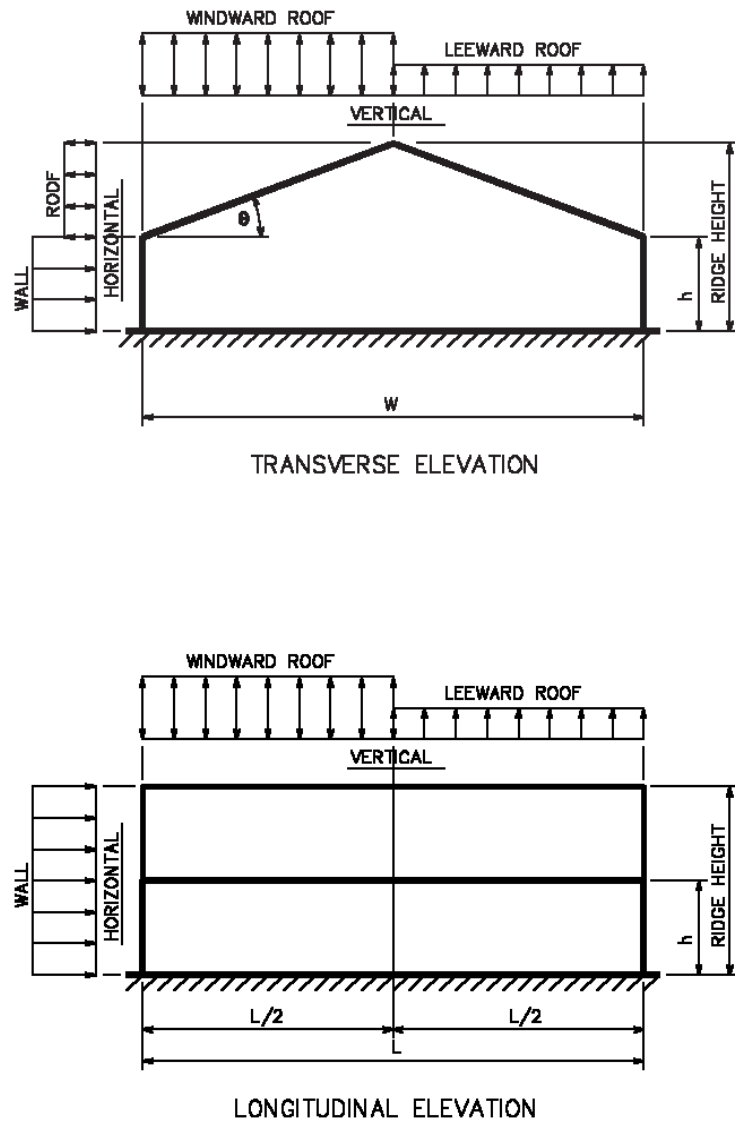 WINDWARD ROOF
LEEWARD ROOF
VERTICAL
ROOF
HORIZONTAL
WALL
θ
h
RIDGE HEIGHT
W
TRANSVERSE ELEVATION
WINDWARD ROOF
LEEWARD ROOF
VERTICAL
WALL
HORIZONTAL
h
RIDGE HEIGHT
L/2
L/2
L
LONGITUDINAL ELEVATION